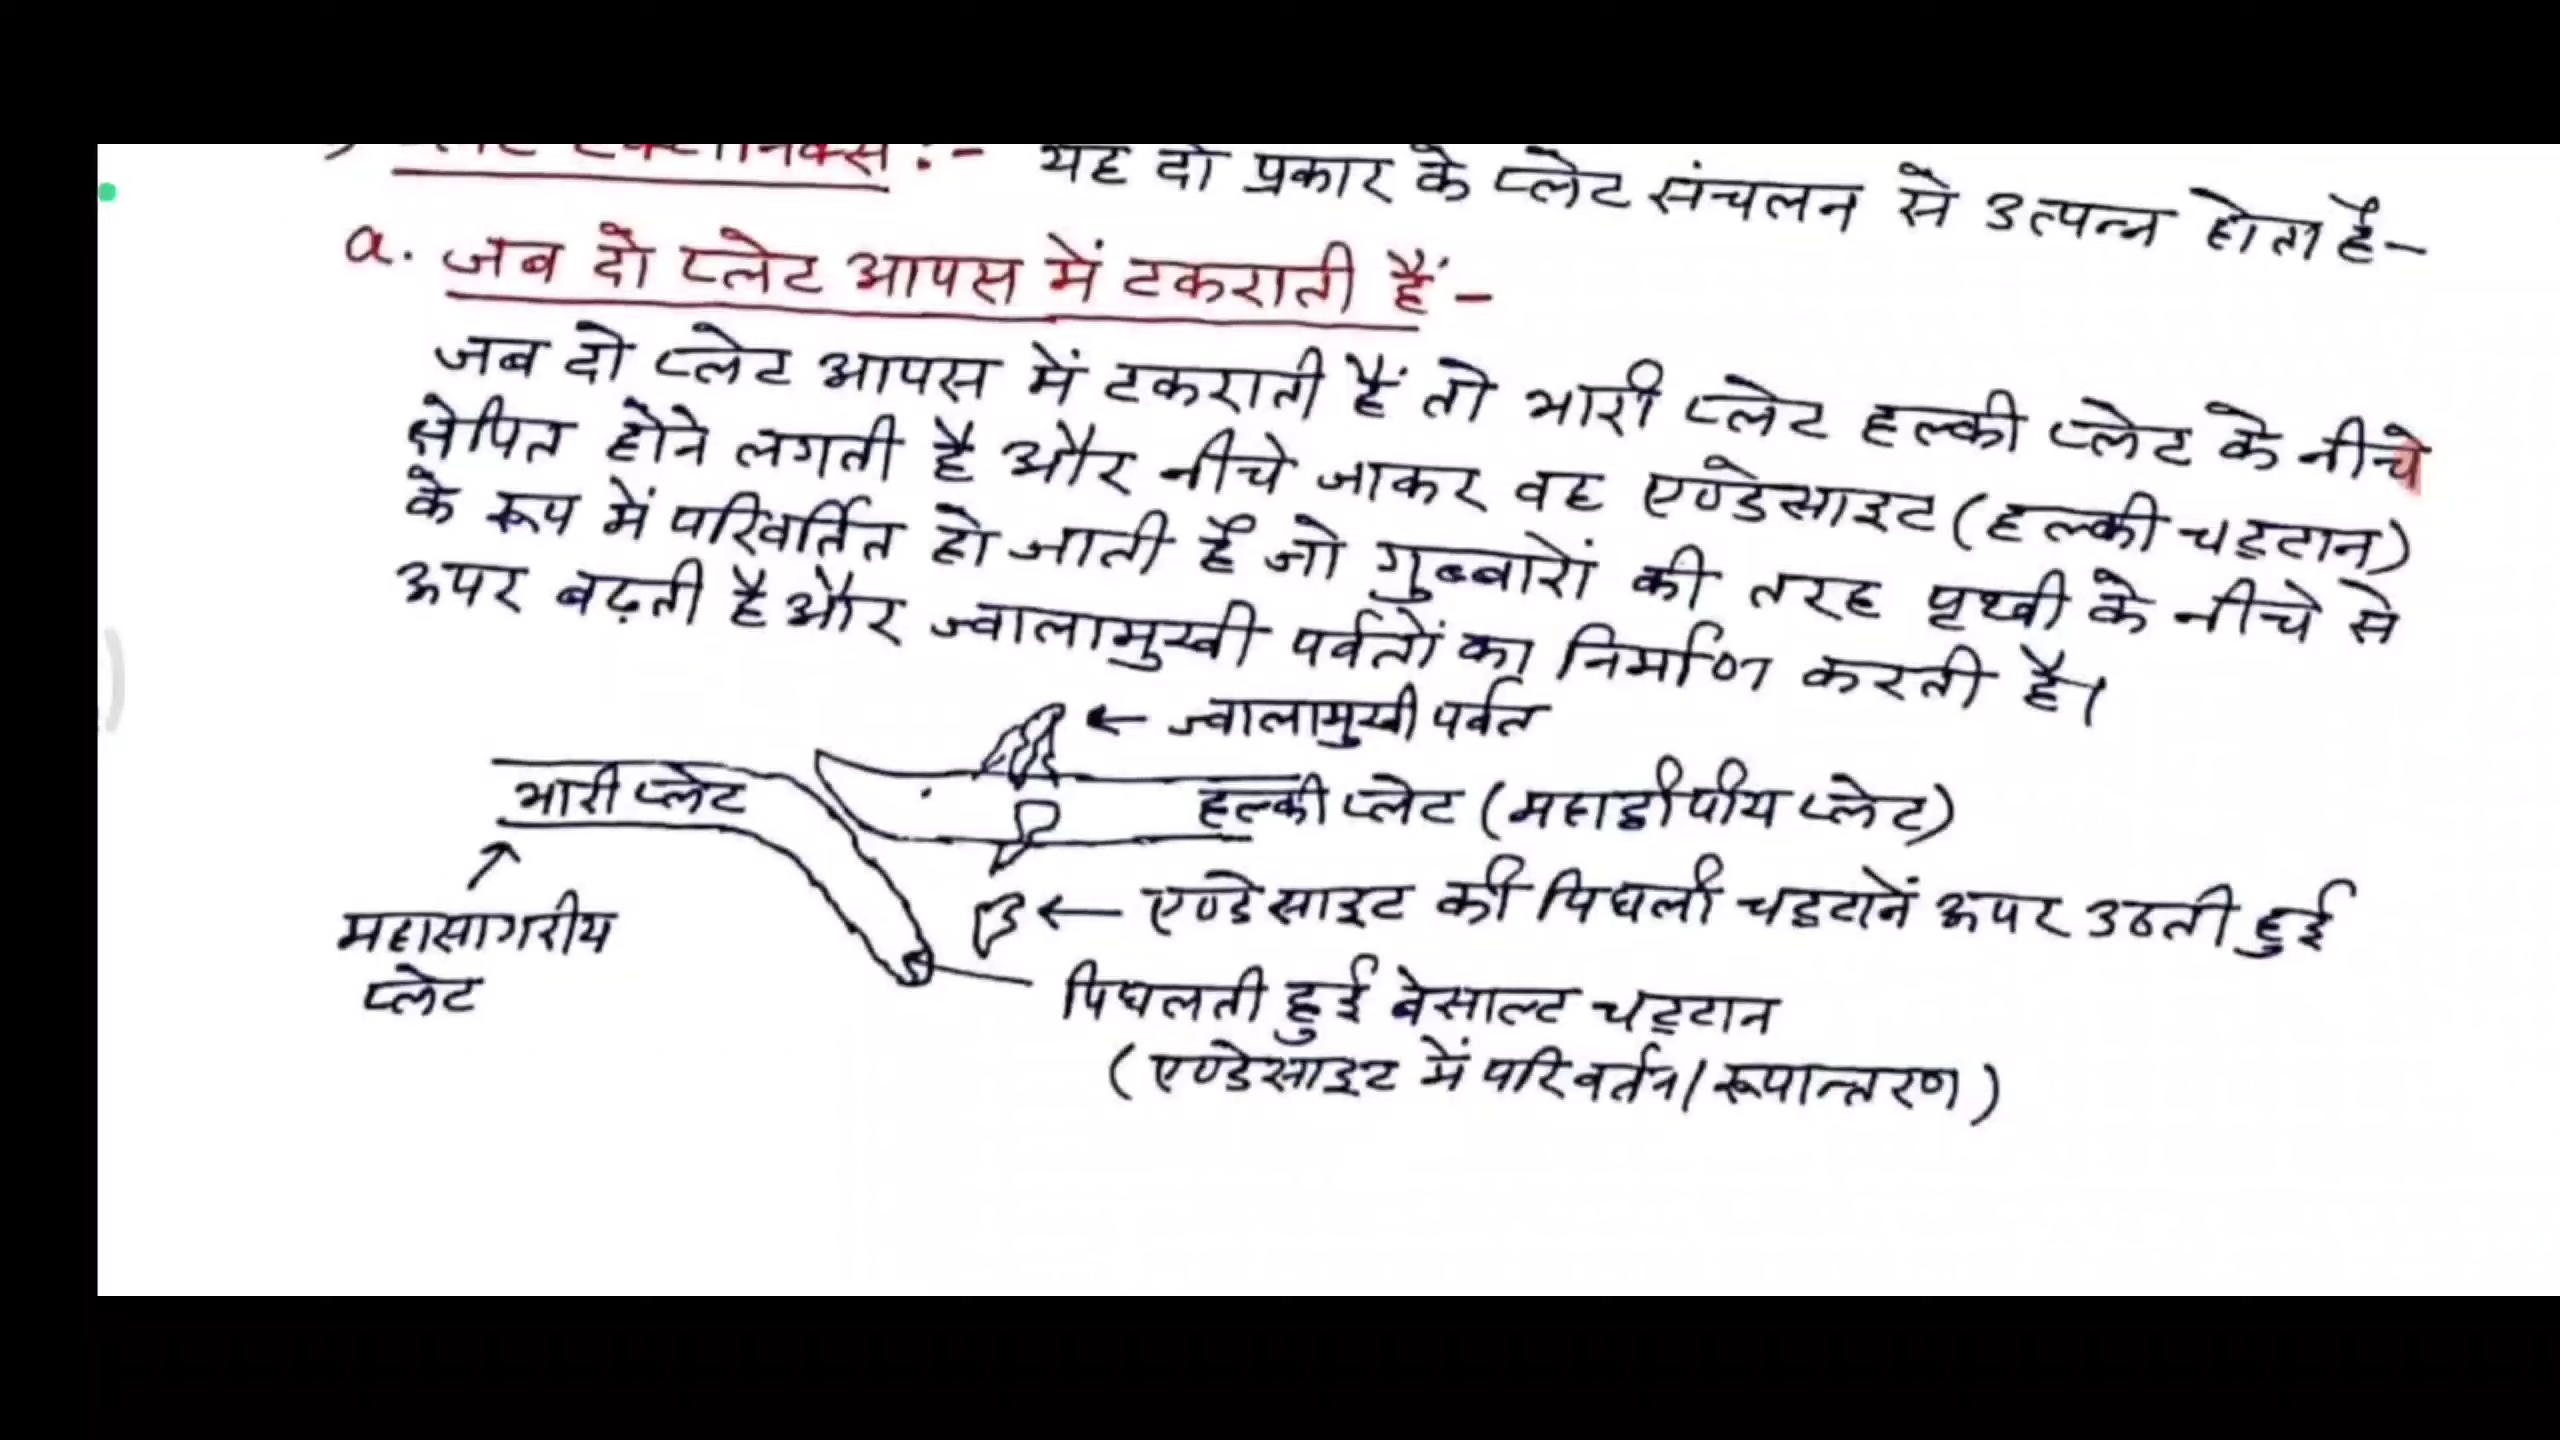 प्लेट टेक्टोनिक्स :- यह दो प्रकार के प्लेट संचलन से उत्पन्न होता है-
a. जब दो प्लेट आपस में टकराती हैं-
जब दो प्लेट आपस में टकराती हैं तो भारी प्लेट हल्की प्लेट के नीचे
क्षेपित होने लगती है और नीचे जाकर वह एण्डेसाइट (हल्की चट्टान)
के रूप में परिवर्तित हो जाती है जो गुब्बारों की तरह पृथ्वी के नीचे से
ऊपर बढ़ती है और ज्वालामुखी पर्वतों का निर्माण करती है।
← ज्वालामुखी पर्वत
भारी प्लेट
हल्की प्लेट (महाद्वीपीय प्लेट)
← एण्डेसाइट की पिघली चट्टानें ऊपर उठती हुई
महासागरीय
प्लेट
पिघलती हुई बेसाल्ट चट्टान
(एण्डेसाइट में परिवर्तन/रूपान्तरण)